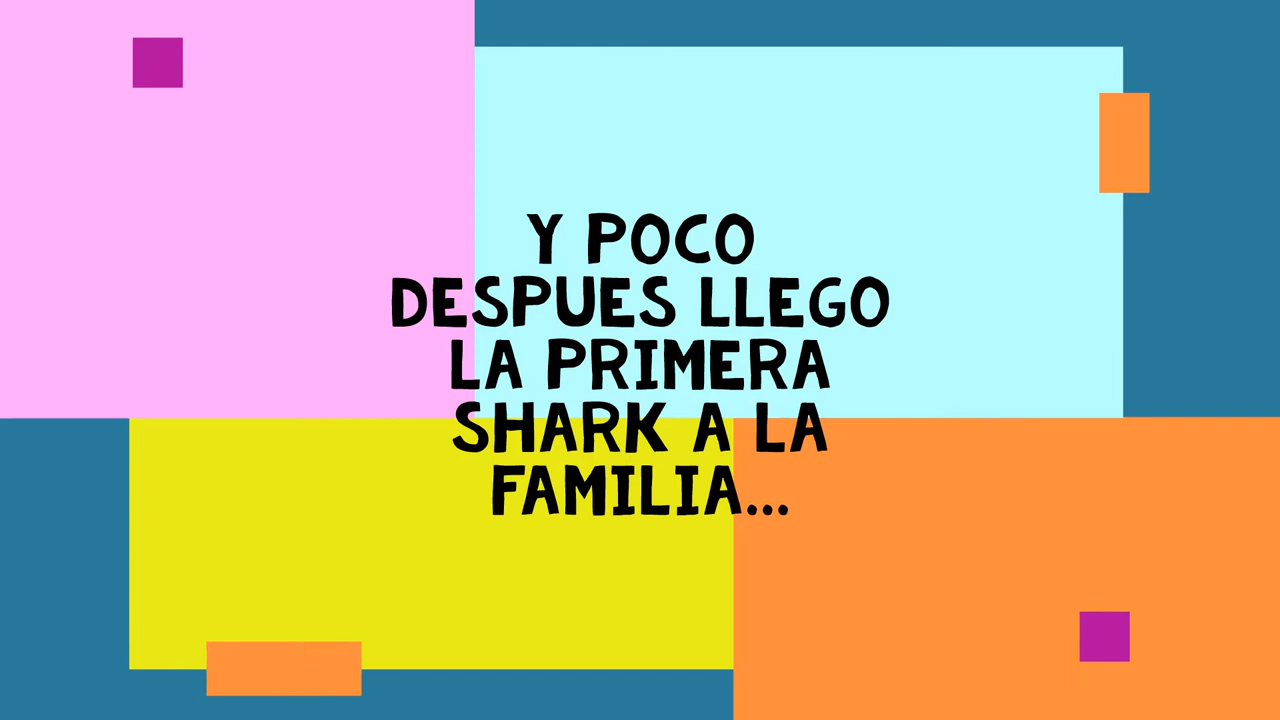 Y POCO
DESPUES LLEGO
LA PRIMERA
SHARK A LA
FAMILIA...